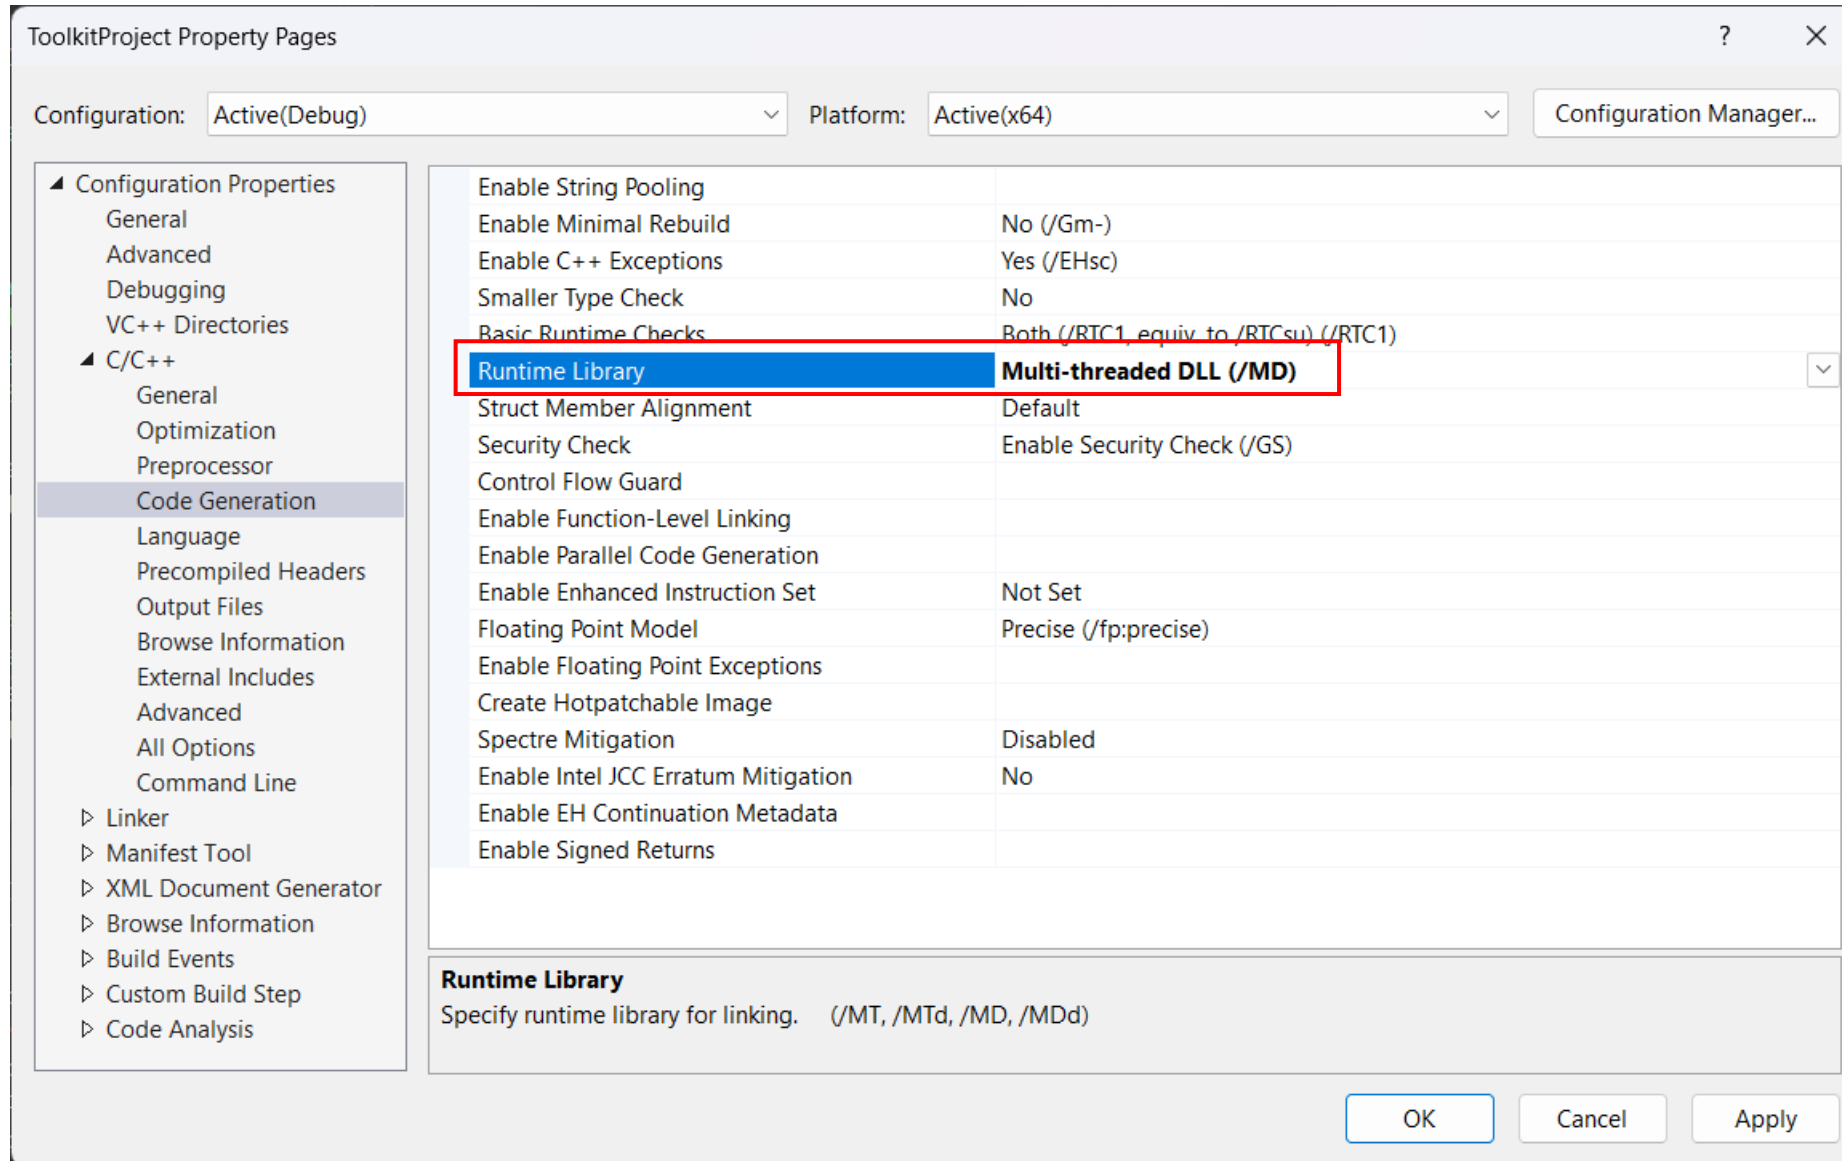 ToolkitProject Property Pages
?
Configuration: Active(Debug) Platform: Active(x64) Configuration Manager...
Configuration Properties
General
Advanced
Debugging
VC++ Directories
C/C++
General
Optimization
Preprocessor
Code Generation
Language
Precompiled Headers
Output Files
Browse Information
External Includes
Advanced
All Options
Command Line
Linker
Manifest Tool
XML Document Generator
Browse Information
Build Events
Custom Build Step
Code Analysis
Enable String Pooling
Enable Minimal Rebuild No (/Gm-)
Enable C++ Exceptions Yes (/EHsc)
Smaller Type Check No
Basic Runtime Checks Both (/RTC1, equiv. to /RTCsu) (/RTC1)
Runtime Library Multi-threaded DLL (/MD)
Struct Member Alignment Default
Security Check Enable Security Check (/GS)
Control Flow Guard
Enable Function-Level Linking
Enable Parallel Code Generation
Enable Enhanced Instruction Set Not Set
Floating Point Model Precise (/fp:precise)
Enable Floating Point Exceptions
Create Hotpatchable Image
Spectre Mitigation Disabled
Enable Intel JCC Erratum Mitigation No
Enable EH Continuation Metadata
Enable Signed Returns
Runtime Library
Specify runtime library for linking. (/MT, /MTd, /MD, /MDd)
OK Cancel Apply